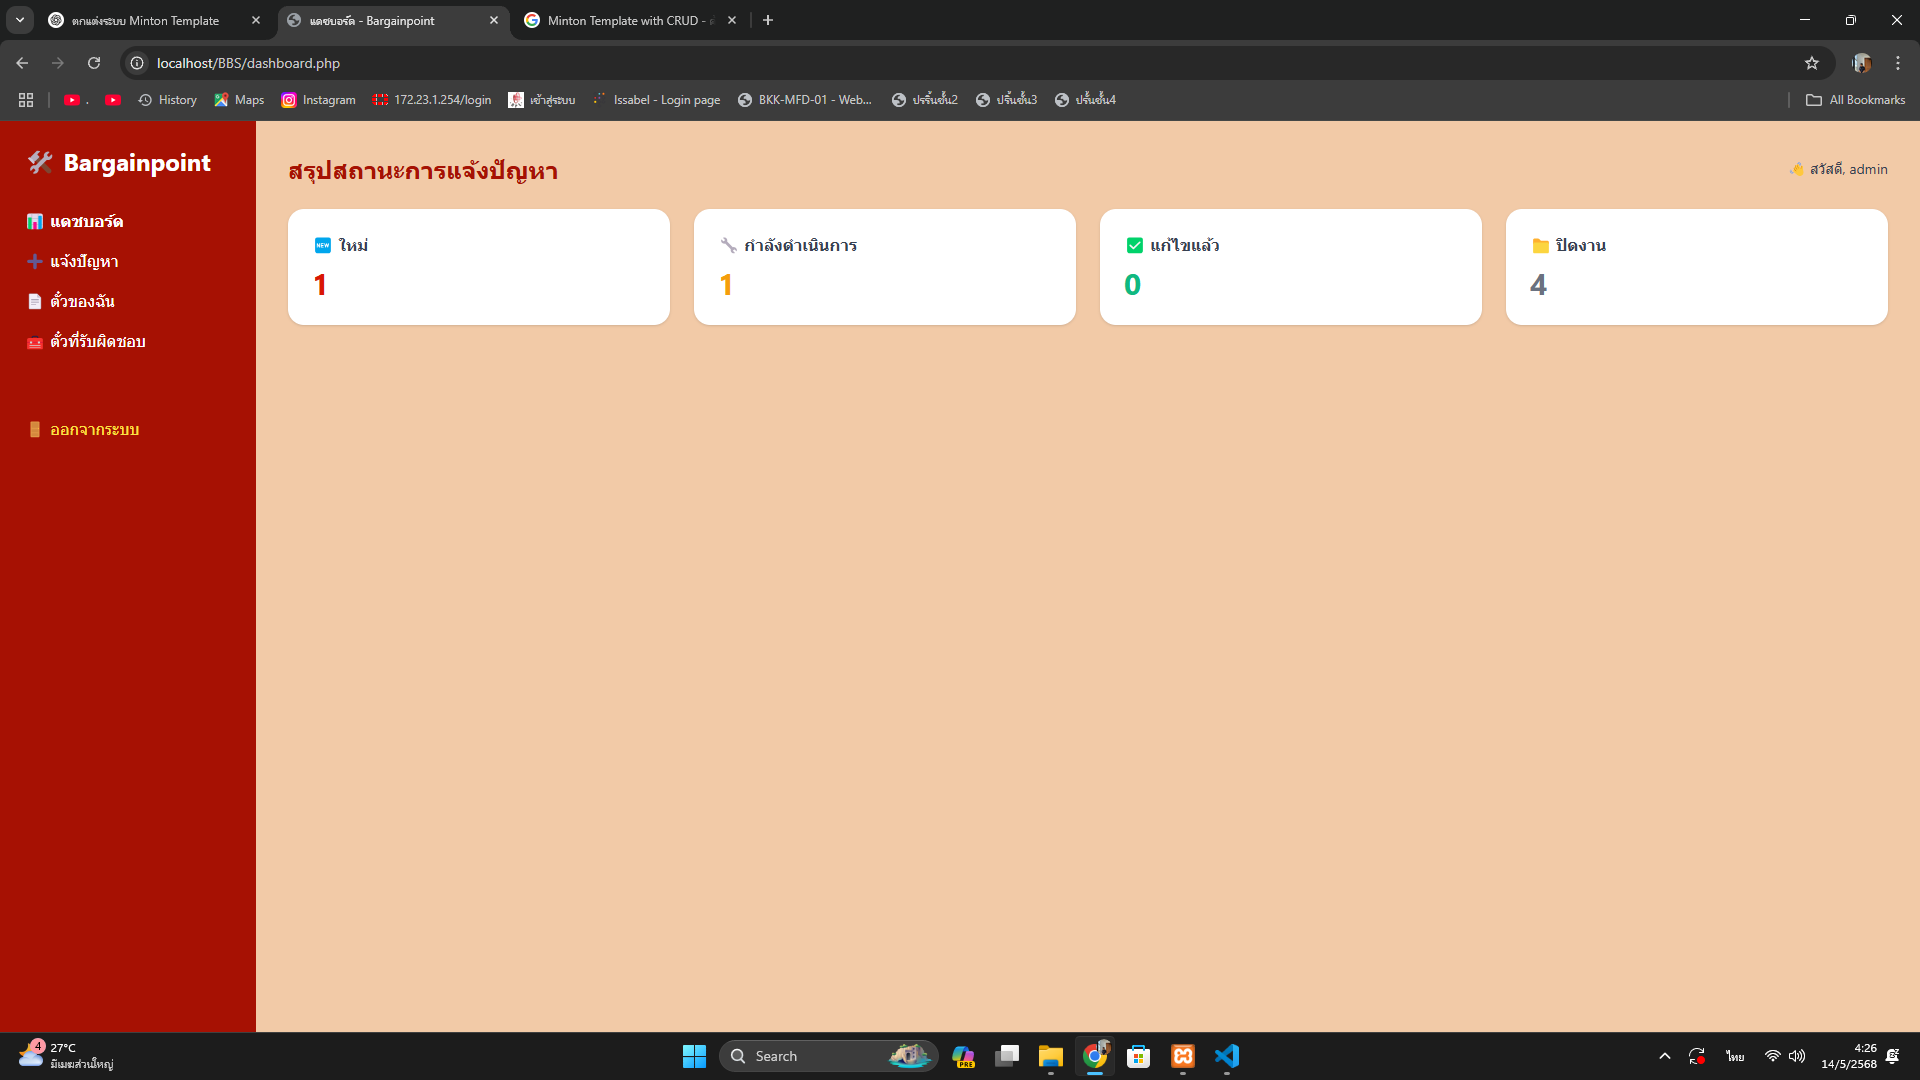 ตกแต่งระบบ Minton Template
แดชบอร์ด - Bargainpoint
Minton Template with CRUD -
localhost/BBS/dashboard.php
.
History
Maps
Instagram
172.23.1.254/login
เข้าสู่ระบบ
Issabel - Login page
BKK-MFD-01 - Web...
ปริ้นชั้น3
ปริ้นชั้น4
All Bookmarks
Bargainpoint
แดชบอร์ด
แจ้งปัญหา
ตั๋วของฉัน
ตั๋วที่รับผิดชอบ
ออกจากระบบ
สรุปสถานะการแจ้งปัญหา
สวัสดี, admin
NEW ใหม่
1
กำลังดำเนินการ
1
แก้ไขแล้ว
0
ปิดงาน
4
4
27°C
มีเมฆส่วนใหญ่
Search
PRE
ไทย
4:26
14/5/2568